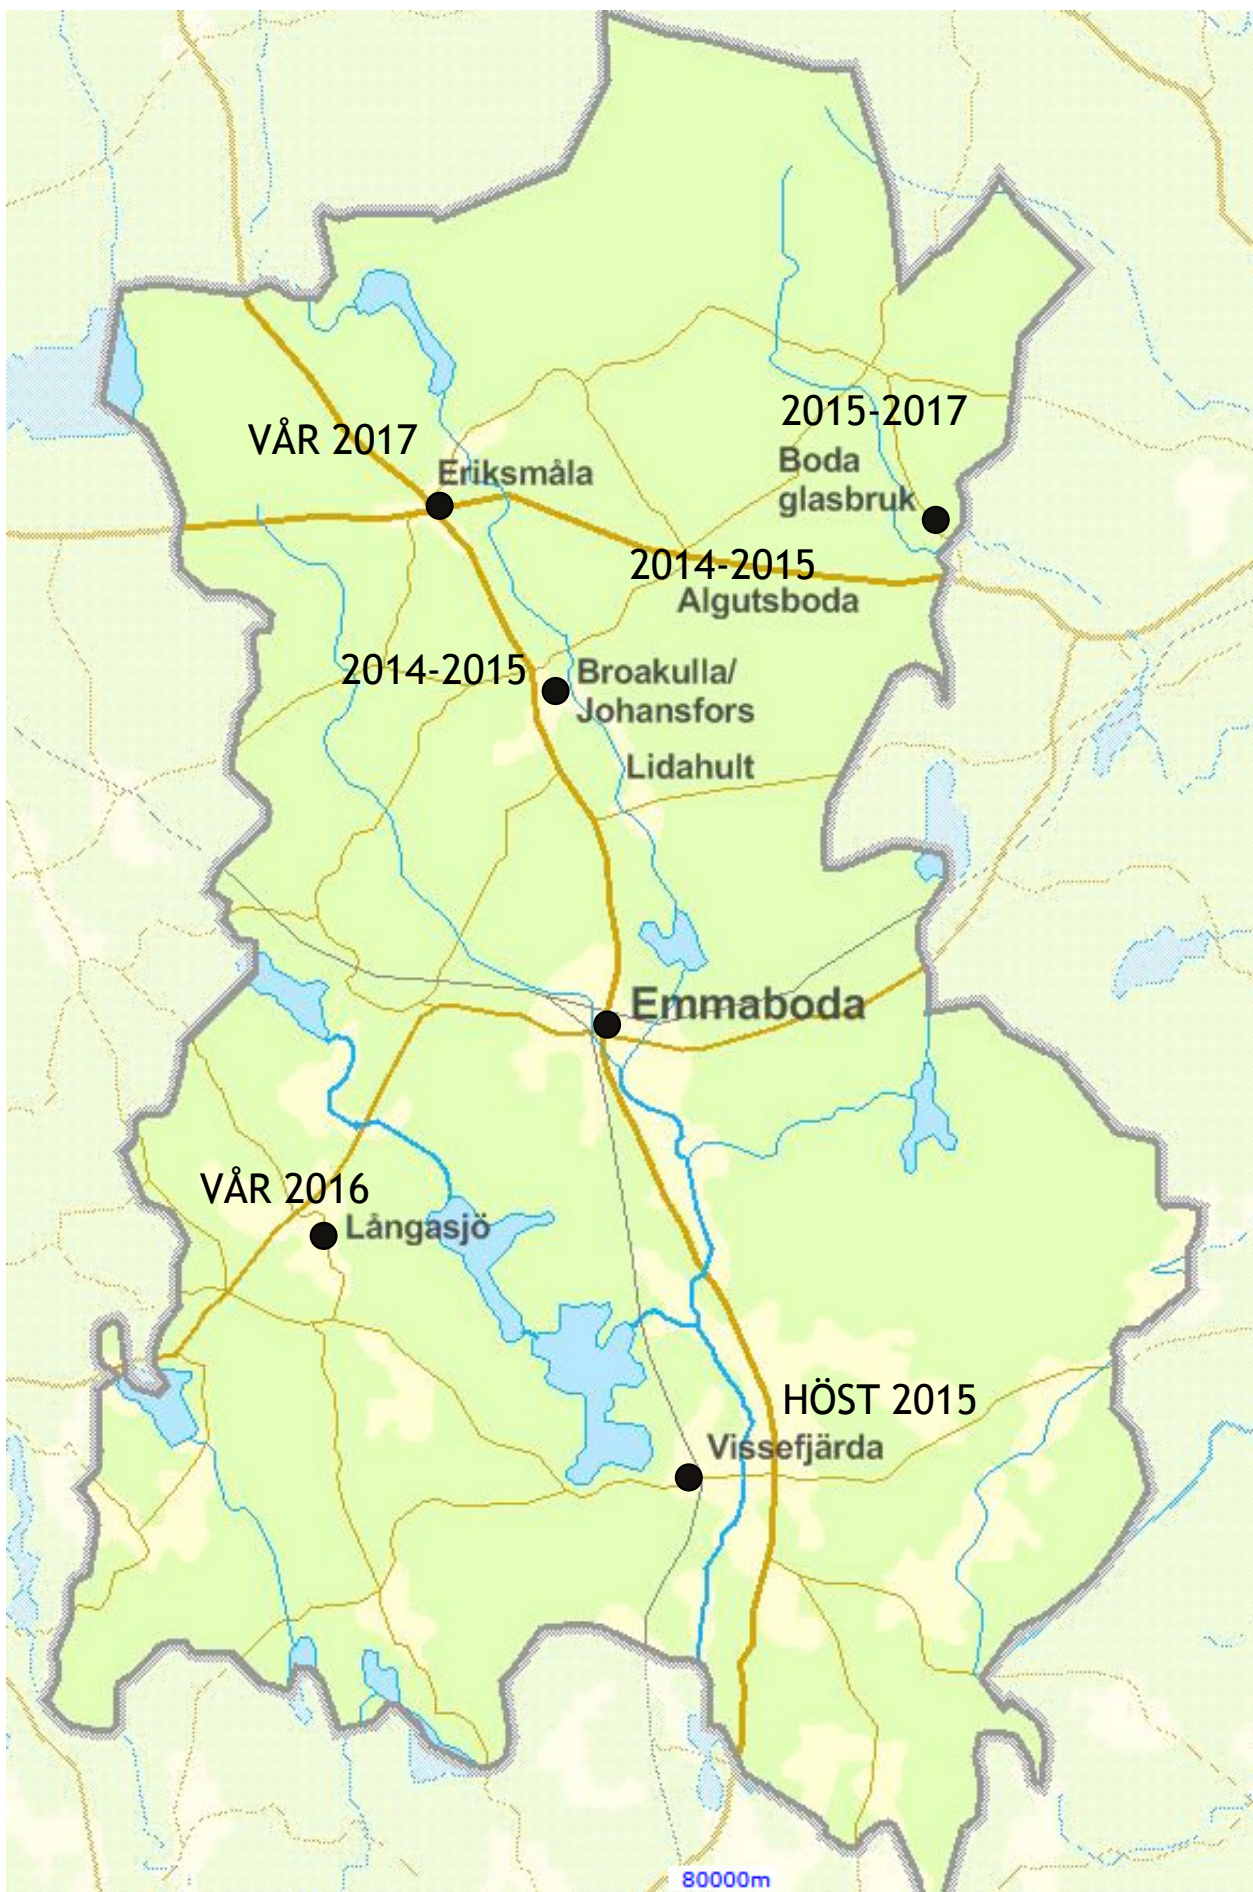 2015-2017
VÅR 2017
Boda
glasbruk
Eriksmåla
2014-2015
Algutsboda
2014-2015
Broakulla/
Johansfors
Lidahult
Emmaboda
VÅR 2016
Långasjö
HÖST 2015
Vissefjärda
80000m